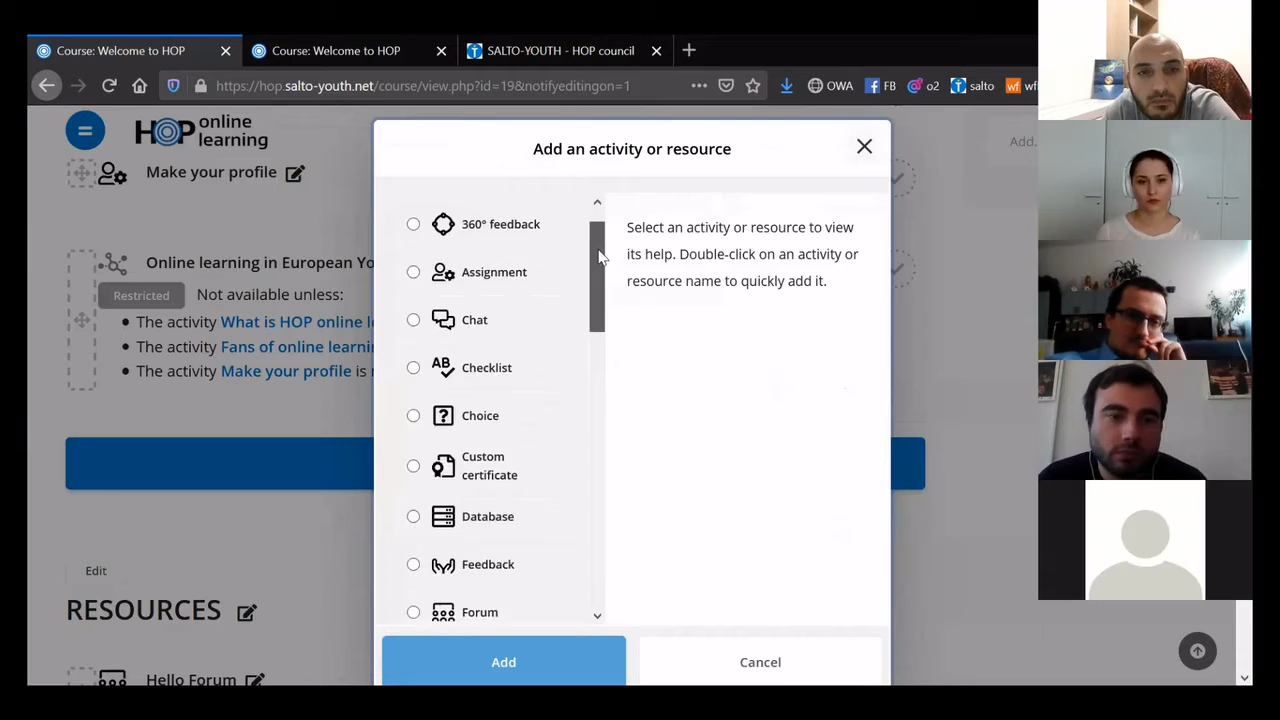 Course: Welcome to HOP
Course: Welcome to HOP
SALTO-YOUTH - HOP council
https://hop.salto-youth.net/course/view.php?id=19&notifyeditingon=1
OWA
FB
o2
salto
HOP online learning
Add.
Make your profile
Online learning in European Yo
Restricted Not available unless:
The activity What is HOP online le
The activity Fans of online learnin
The activity Make your profile is
Edit
RESOURCES
Hello Forum
Add an activity or resource
360° feedback
Assignment
Chat
Checklist
Choice
Custom
certificate
Database
Feedback
Forum
Select an activity or resource to view
its help. Double-click on an activity or
resource name to quickly add it.
Add
Cancel